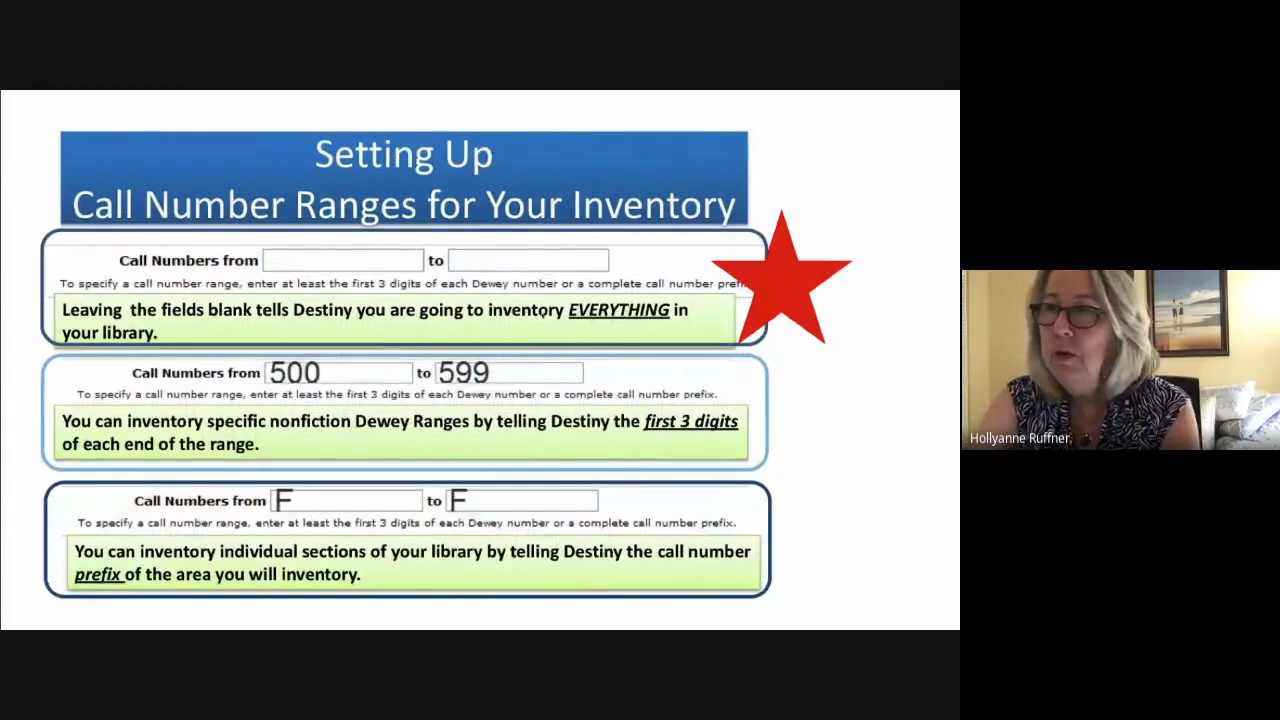 Setting Up
Call Number Ranges for Your Inventory
Call Numbers from to
To specify a call number range, enter at least the first 3 digits of each Dewey number or a complete call number
Leaving the fields blank tells Destiny you are going to inventory EVERYTHING in
your library.
Call Numbers from 500 to 599
To specify a call number range, enter at least the first 3 digits of each Dewey number or a complete call number prefix.
You can inventory specific nonfiction Dewey Ranges by telling Destiny the first 3 digits
of each end of the range.
Call Numbers from F to F
To specify a call number range, enter at least the first 3 digits of each Dewey number or a complete call number prefix.
You can inventory individual sections of your library by telling Destiny the call number
prefix of the area you will inventory.
Hollyanne Ruffner